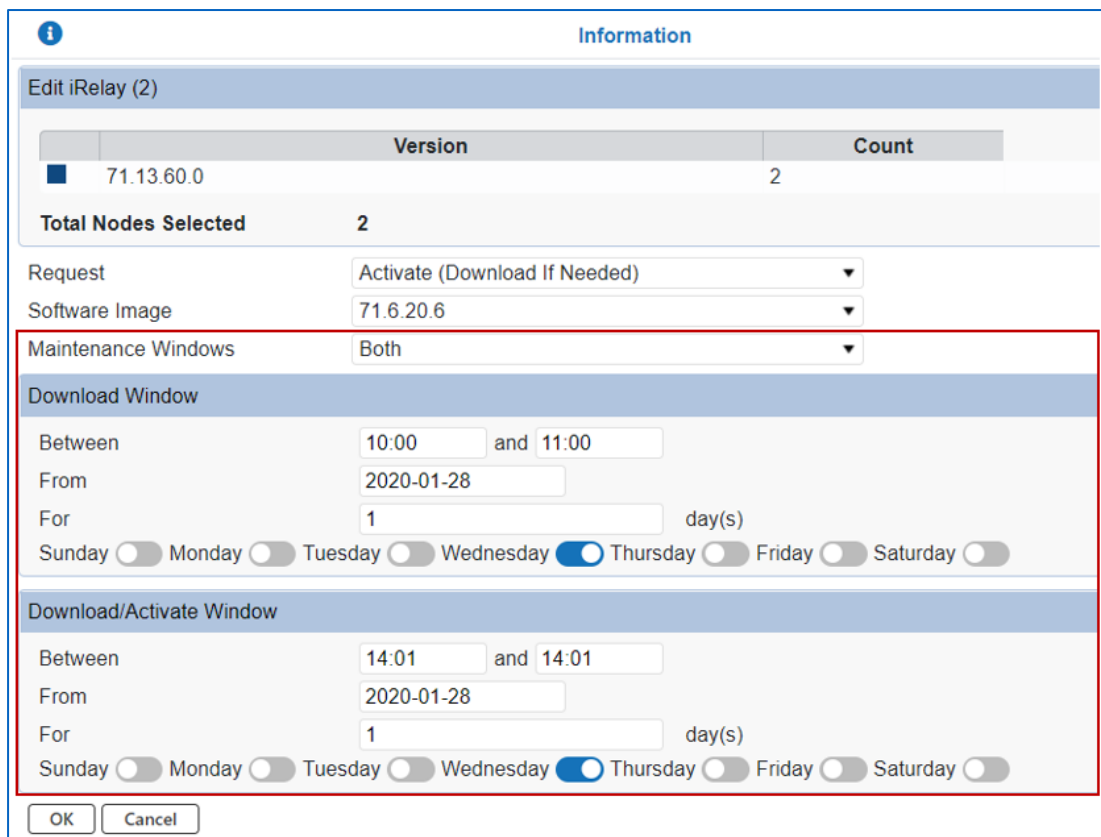 Information
Edit iRelay (2)
Version Count
71.13.60.0 2
Total Nodes Selected 2
Request Activate (Download If Needed)
Software Image 71.6.20.6
Maintenance Windows Both
Download Window
Between 10:00 and 11:00
From 2020-01-28
For 1 day(s)
Sunday Monday Tuesday Wednesday Thursday Friday Saturday
Download/Activate Window
Between 14:01 and 14:01
From 2020-01-28
For 1 day(s)
Sunday Monday Tuesday Wednesday Thursday Friday Saturday
OK Cancel